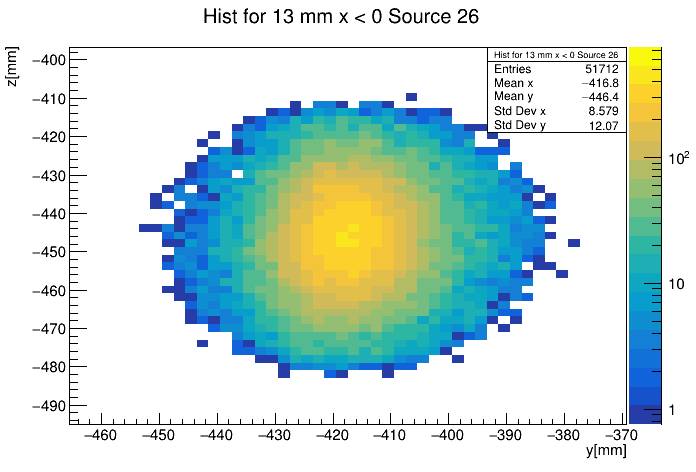 Hist for 13 mm x < 0 Source 26
z[mm]
−400
−410
−420
−430
−440
−450
−460
−470
−480
−490
Hist for 13 mm x < 0 Source 26
Entries 51712
Mean x −416.8
Mean y −446.4
Std Dev x 8.579
Std Dev y 12.07
10²
10
1
−460 −450 −440 −430 −420 −410 −400 −390 −380 −370
y[mm]